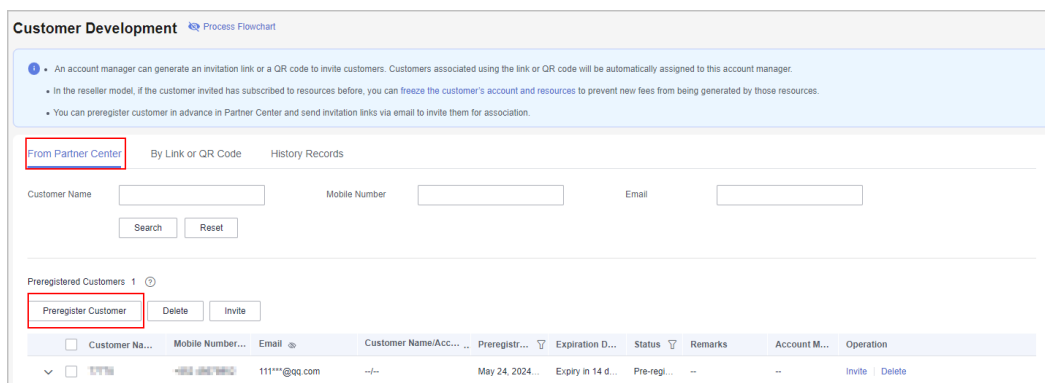 Customer Development Process Flowchart
An account manager can generate an invitation link or a QR code to invite customers. Customers associated using the link or QR code will be automatically assigned to this account manager.
In the reseller model, if the customer invited has subscribed to resources before, you can freeze the customer's account and resources to prevent new fees from being generated by those resources.
You can preregister customer in advance in Partner Center and send invitation links via email to invite them for association.
From Partner Center By Link or QR Code History Records
Customer Name Mobile Number Email
Search Reset
Preregistered Customers 1
Preregister Customer Delete Invite
Customer Na... Mobile Number... Email Customer Name/Acc... Preregistr... Expiration D... Status Remarks Account M... Operation
111***@qq.com --/-- May 24, 2024... Expiry in 14 d... Pre-regi... -- -- Invite Delete